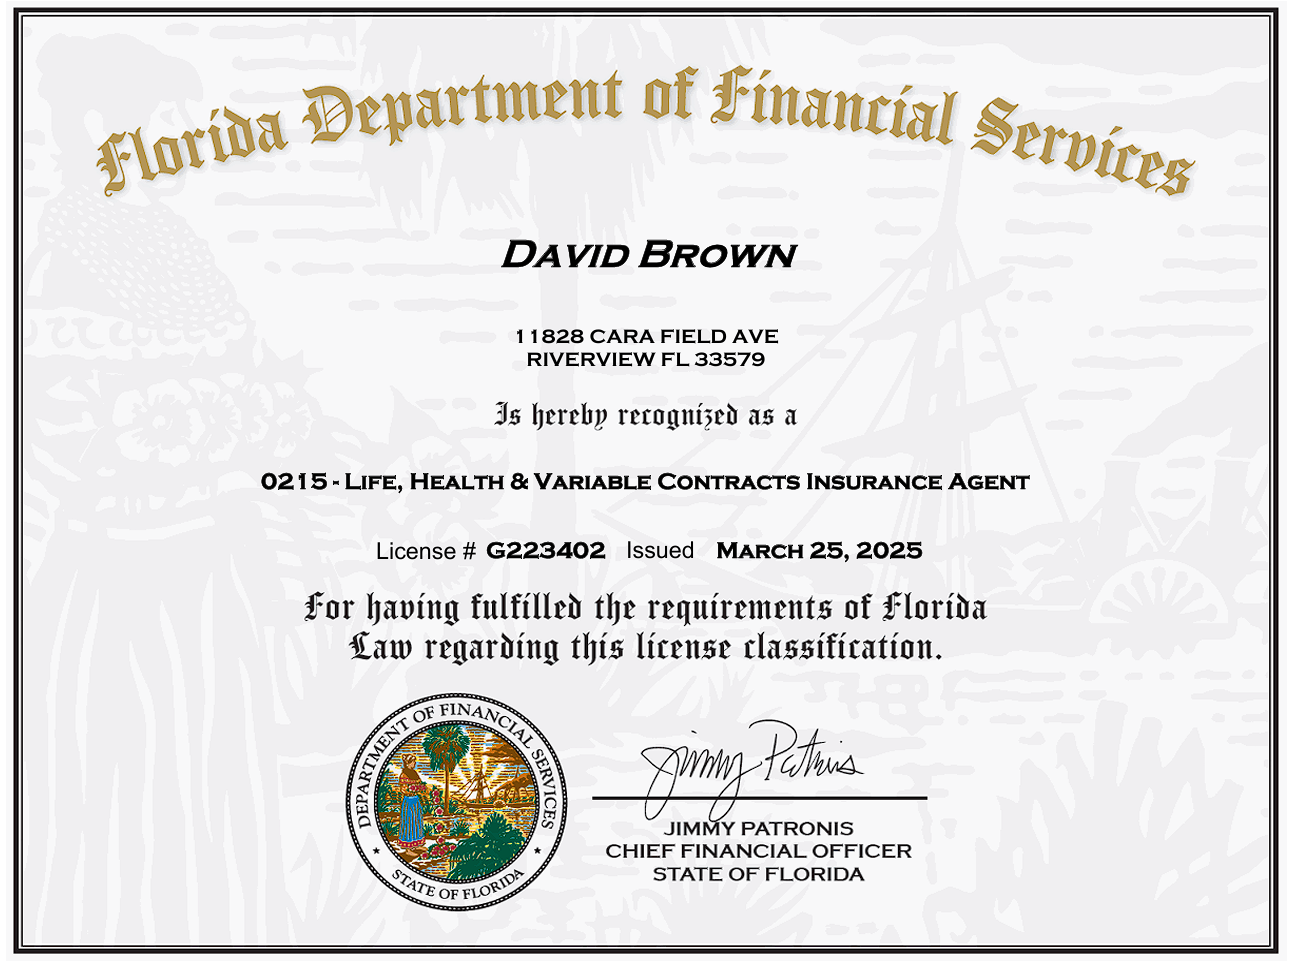 Florida Department of Financial Services
DAVID BROWN
11828 CARA FIELD AVE
RIVERVIEW FL 33579
Is hereby recognized as a
0215 - LIFE, HEALTH & VARIABLE CONTRACTS INSURANCE AGENT
License # G223402 Issued MARCH 25, 2025
For having fulfilled the requirements of Florida
Law regarding this license classification.
DEPARTMENT OF FINANCIAL SERVICES
STATE OF FLORIDA
Jimmy Patronis
JIMMY PATRONIS
CHIEF FINANCIAL OFFICER
STATE OF FLORIDA